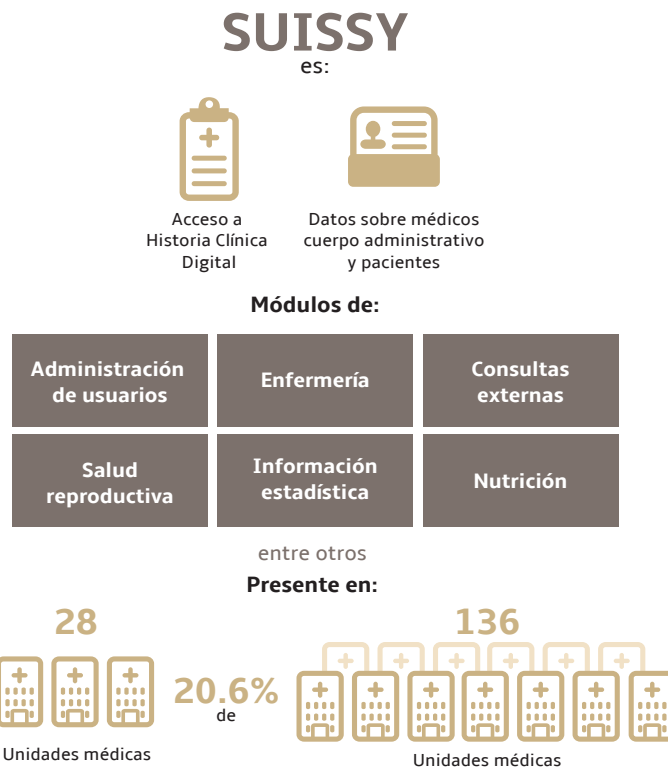 SUISSY
es:
Acceso a
Historia Clínica
Digital
Datos sobre médicos
cuerpo administrativo
y pacientes
Módulos de:
Administración
de usuarios
Enfermería
Consultas
externas
Salud
reproductiva
Información
estadística
Nutrición
entre otros
Presente en:
28
Unidades médicas
20.6%
de
136
Unidades médicas